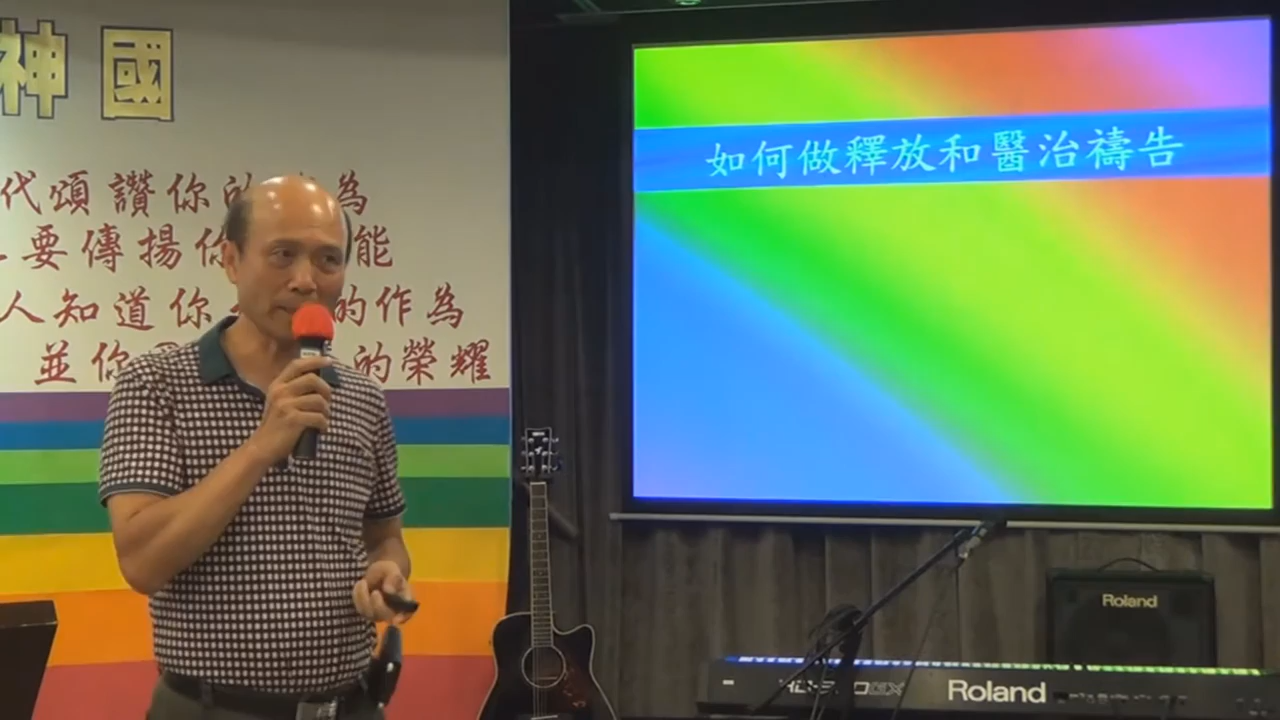 神國
代頌讚你的 為
要傳揚你 能
人知道你 的作為
並你 的榮耀
如何做釋放和醫治禱告
Roland
Roland